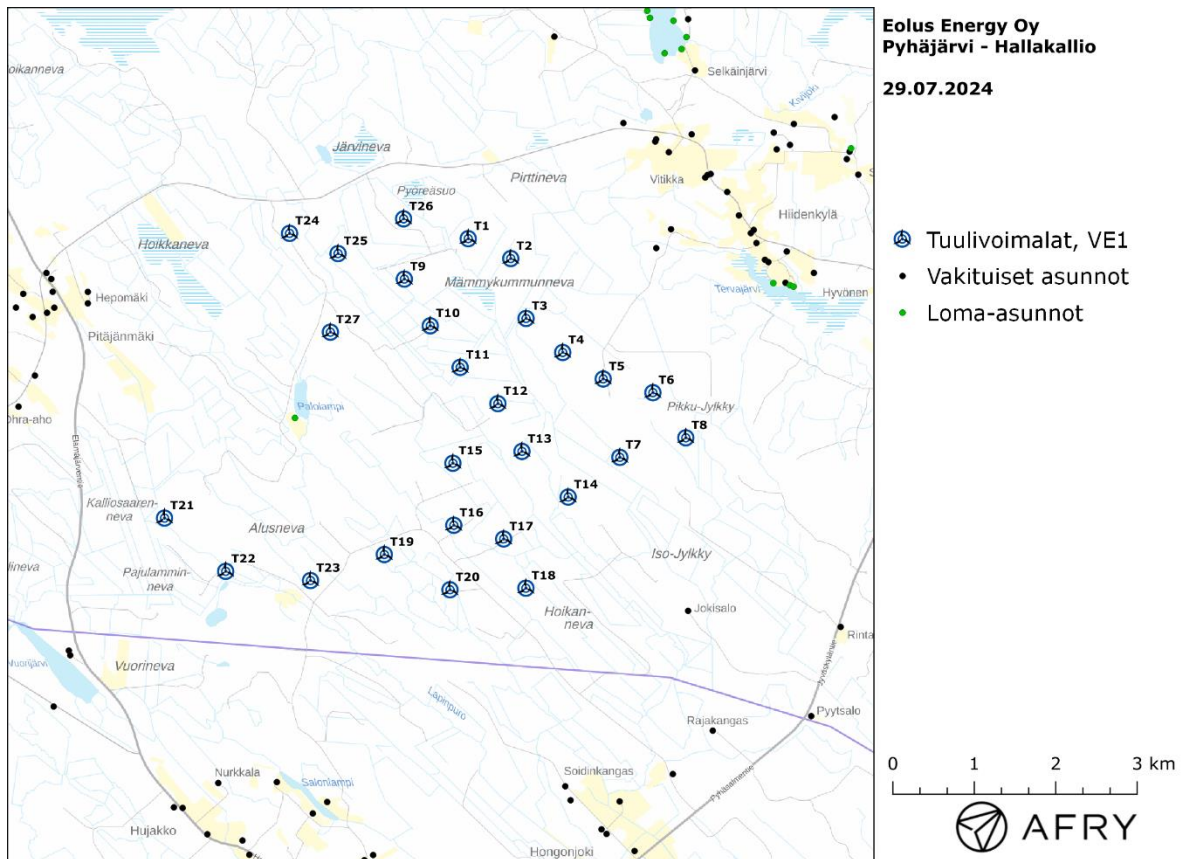 Eolus Energy Oy
Pyhäjärvi - Hallakallio
29.07.2024
Tuulivoimalat, VE1
Vakituiset asunnot
Loma-asunnot
0 1 2 3 km
AFRY
Selkäinjärvi
Kivijoki
Järvineva
Pirttineva
Vitikka
Pyöreäsuo
T26
T24
T1
Hiidenkylä
Hoikkaneva
T25
T2
T9
Mämmykummunneva
Tervajärvi
Hyvönen
Hepomäki
T3
T27
T10
Pitäjänmäki
T4
T11
T5
T6
T12
Pikku-Jylkky
Palolampi
T8
T13
T7
T15
T14
Kalliosaaren-
neva
T21
Alusneva
T16
T17
T19
Iso-Jylkky
T22
Pajulammin-
neva
T23
T20
T18
Hoikan-
neva
Jokisalo
Vuorineva
Pyytsalo
Rajakangas
Nurkkala
Soidinkangas
Hujakko
Hongonjoki